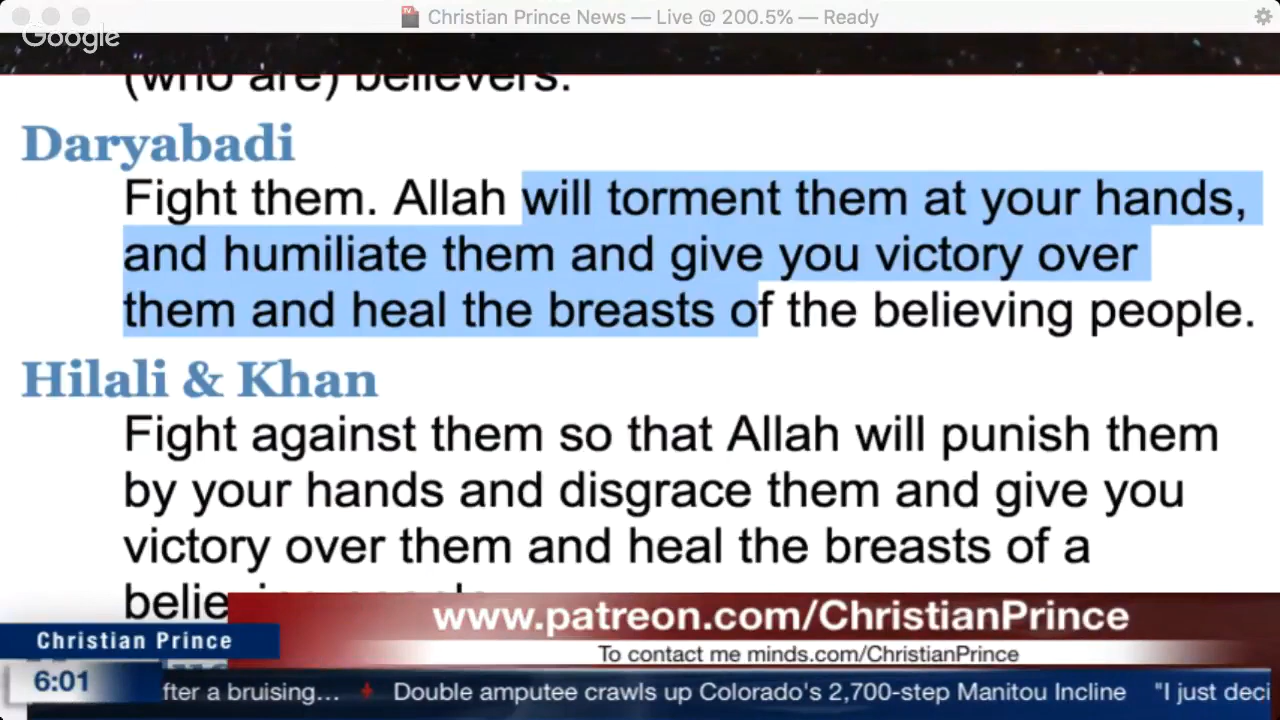 Christian Prince News — Live @ 200.5% — Ready
Google
(who are) believers.
Daryabadi
Fight them. Allah will torment them at your hands,
and humiliate them and give you victory over
them and heal the breasts of the believing people.
Hilali & Khan
Fight against them so that Allah will punish them
by your hands and disgrace them and give you
victory over them and heal the breasts of a
www.patreon.com/ChristianPrince
Christian Prince
To contact me minds.com/ChristianPrince
6:01
fter a bruising... Double amputee crawls up Colorado's 2,700-step Manitou Incline "I just deci